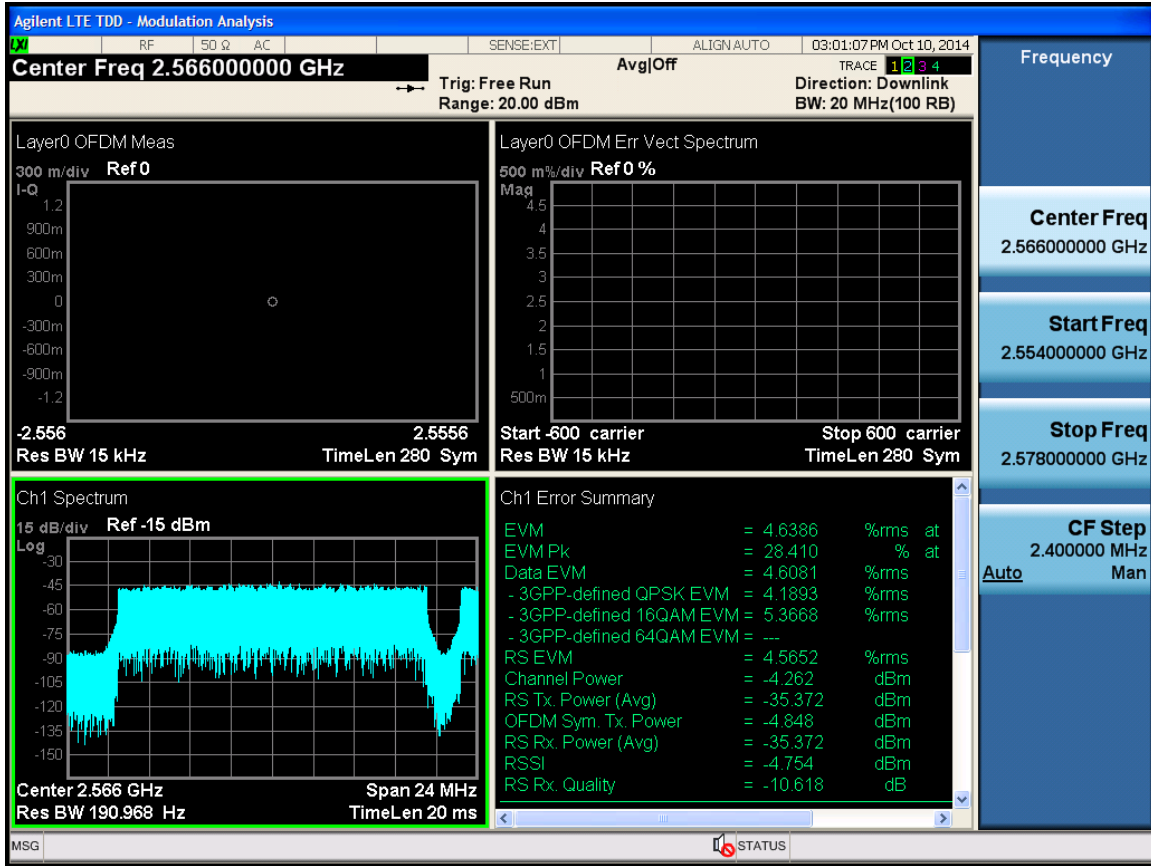 Agilent LTE TDD - Modulation Analysis
LXI RF 50 Ω AC SENSE:EXT ALIGN AUTO 03:01:07 PM Oct 10, 2014
Center Freq 2.566000000 GHz
Avg|Off
TRACE 1 2 3 4
Trig: Free Run
Direction: Downlink
Range: 20.00 dBm
BW: 20 MHz(100 RB)
Layer0 OFDM Meas
300 m/div Ref 0
I-Q
1.2
900m
600m
300m
0
-300m
-600m
-900m
-1.2
-2.556 2.5556
Res BW 15 kHz TimeLen 280 Sym
Layer0 OFDM Err Vect Spectrum
500 m%/div Ref 0 %
Mag
4.5
4
3.5
3
2.5
2
1.5
1
500m
Start -600 carrier Stop 600 carrier
Res BW 15 kHz TimeLen 280 Sym
Ch1 Spectrum
15 dB/div Ref -15 dBm
Log
-30
-45
-60
-75
-90
-105
-120
-135
-150
Center 2.566 GHz Span 24 MHz
Res BW 190.968 Hz TimeLen 20 ms
Ch1 Error Summary
EVM = 4.6386 %rms at
EVM Pk = 28.410 % at
Data EVM = 4.6081 %rms
- 3GPP-defined QPSK EVM = 4.1893 %rms
- 3GPP-defined 16QAM EVM = 5.3668 %rms
- 3GPP-defined 64QAM EVM = ---
RS EVM = 4.5652 %rms
Channel Power = -4.262 dBm
RS Tx. Power (Avg) = -35.372 dBm
OFDM Sym. Tx. Power = -4.848 dBm
RS Rx. Power (Avg) = -35.372 dBm
RSSI = -4.754 dBm
RS Rx. Quality = -10.618 dB
Frequency
Center Freq
2.566000000 GHz
Start Freq
2.554000000 GHz
Stop Freq
2.578000000 GHz
CF Step
2.400000 MHz
Auto Man
MSG STATUS